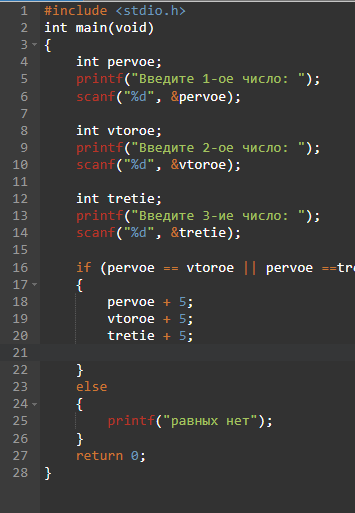 1 #include <stdio.h>
2 int main(void)
3 {
4 int pervoe;
5 printf("Введите 1-ое число: ");
6 scanf("%d", &pervoe);
7
8 int vtoroe;
9 printf("Введите 2-ое число: ");
10 scanf("%d", &vtoroe);
11
12 int tretie;
13 printf("Введите 3-ие число: ");
14 scanf("%d", &tretie);
15
16 if (pervoe == vtoroe || pervoe ==tre
17 {
18 pervoe + 5;
19 vtoroe + 5;
20 tretie + 5;
21
22 }
23 else
24 {
25 printf("равных нет");
26 }
27 return 0;
28 }